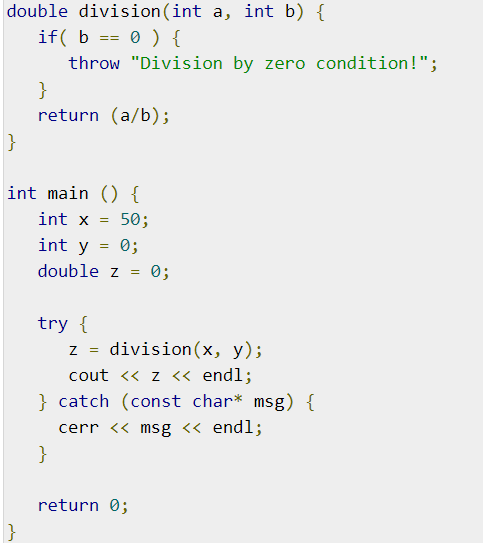 double division(int a, int b) {
   if( b == 0 ) {
      throw "Division by zero condition!";
   }
   return (a/b);
}

int main () {
   int x = 50;
   int y = 0;
   double z = 0;

   try {
      z = division(x, y);
      cout << z << endl;
   } catch (const char* msg) {
     cerr << msg << endl;
   }

   return 0;
}